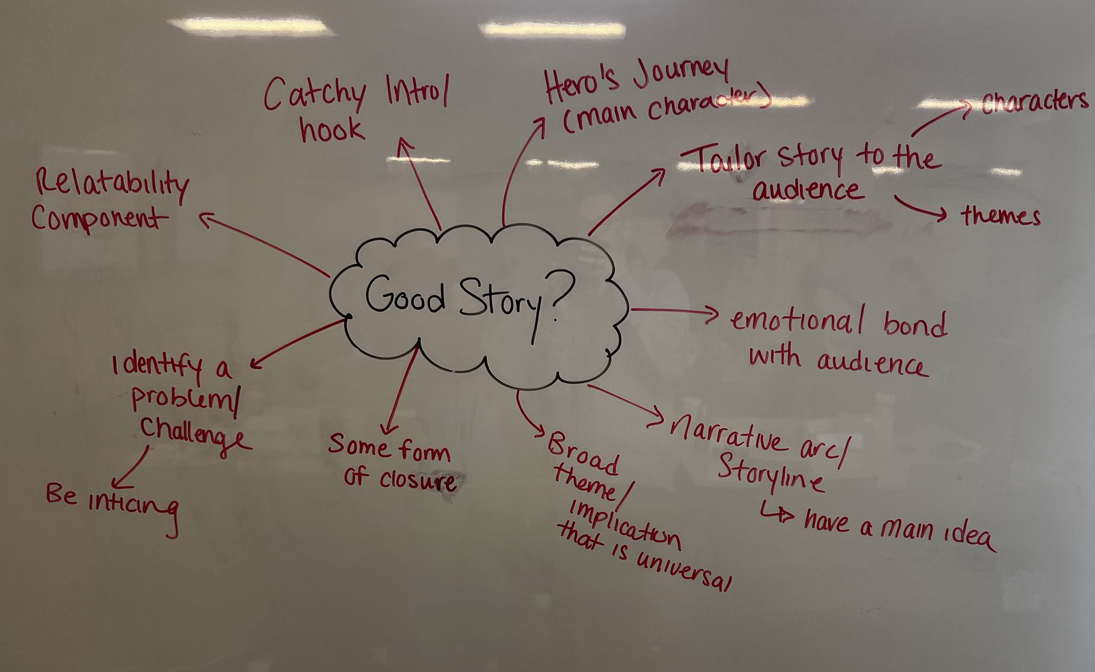 Catchy Intro/
hook
Hero's Journey
(main character)
Tailor story to the
audience
characters
themes
Relatability
Component
Good Story?
emotional bond
with audience
Identify a
problem/
challenge
Be inticing
Some form
of closure
Broad
theme/
implication
that is universal
Narrative arc/
Storyline
↳ have a main idea